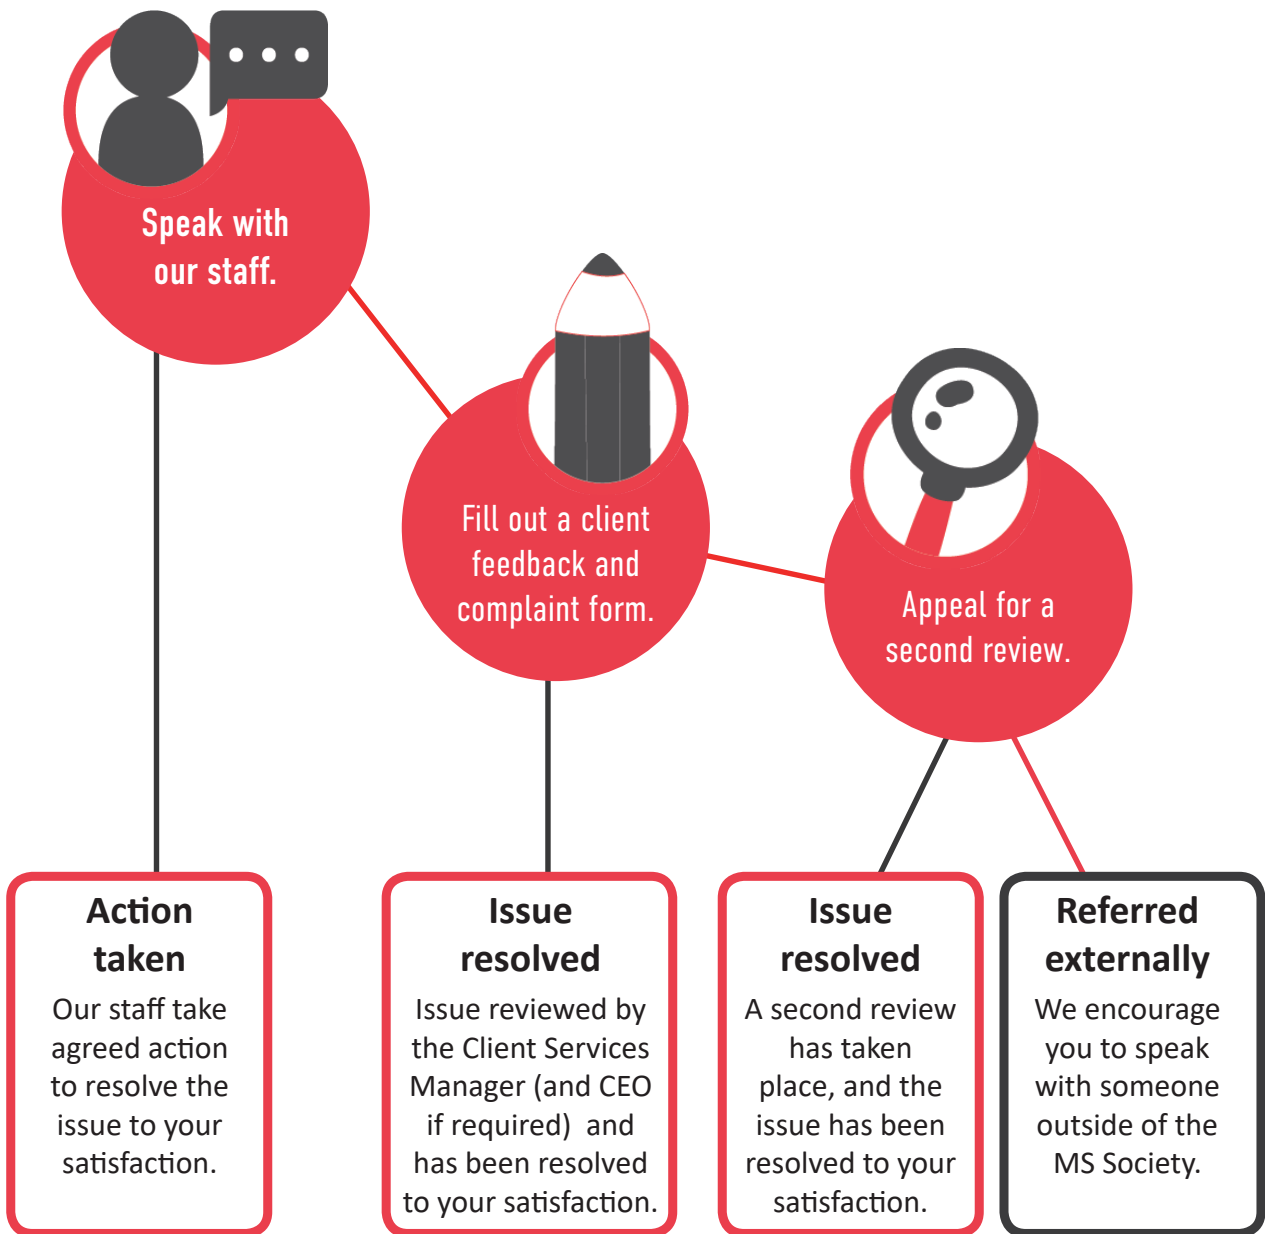 Speak with
our staff.
Fill out a client
feedback and
complaint form.
Appeal for a
second review.
Action
taken
Our staff take
agreed action
to resolve the
issue to your
satisfaction.
Issue
resolved
Issue reviewed by
the Client Services
Manager (and CEO
if required)  and
has been resolved
to your satisfaction.
Issue
resolved
A second review
has taken
place, and the
issue has been
resolved to your
satisfaction.
Referred
externally
We encourage
you to speak
with someone
outside of the
MS Society.